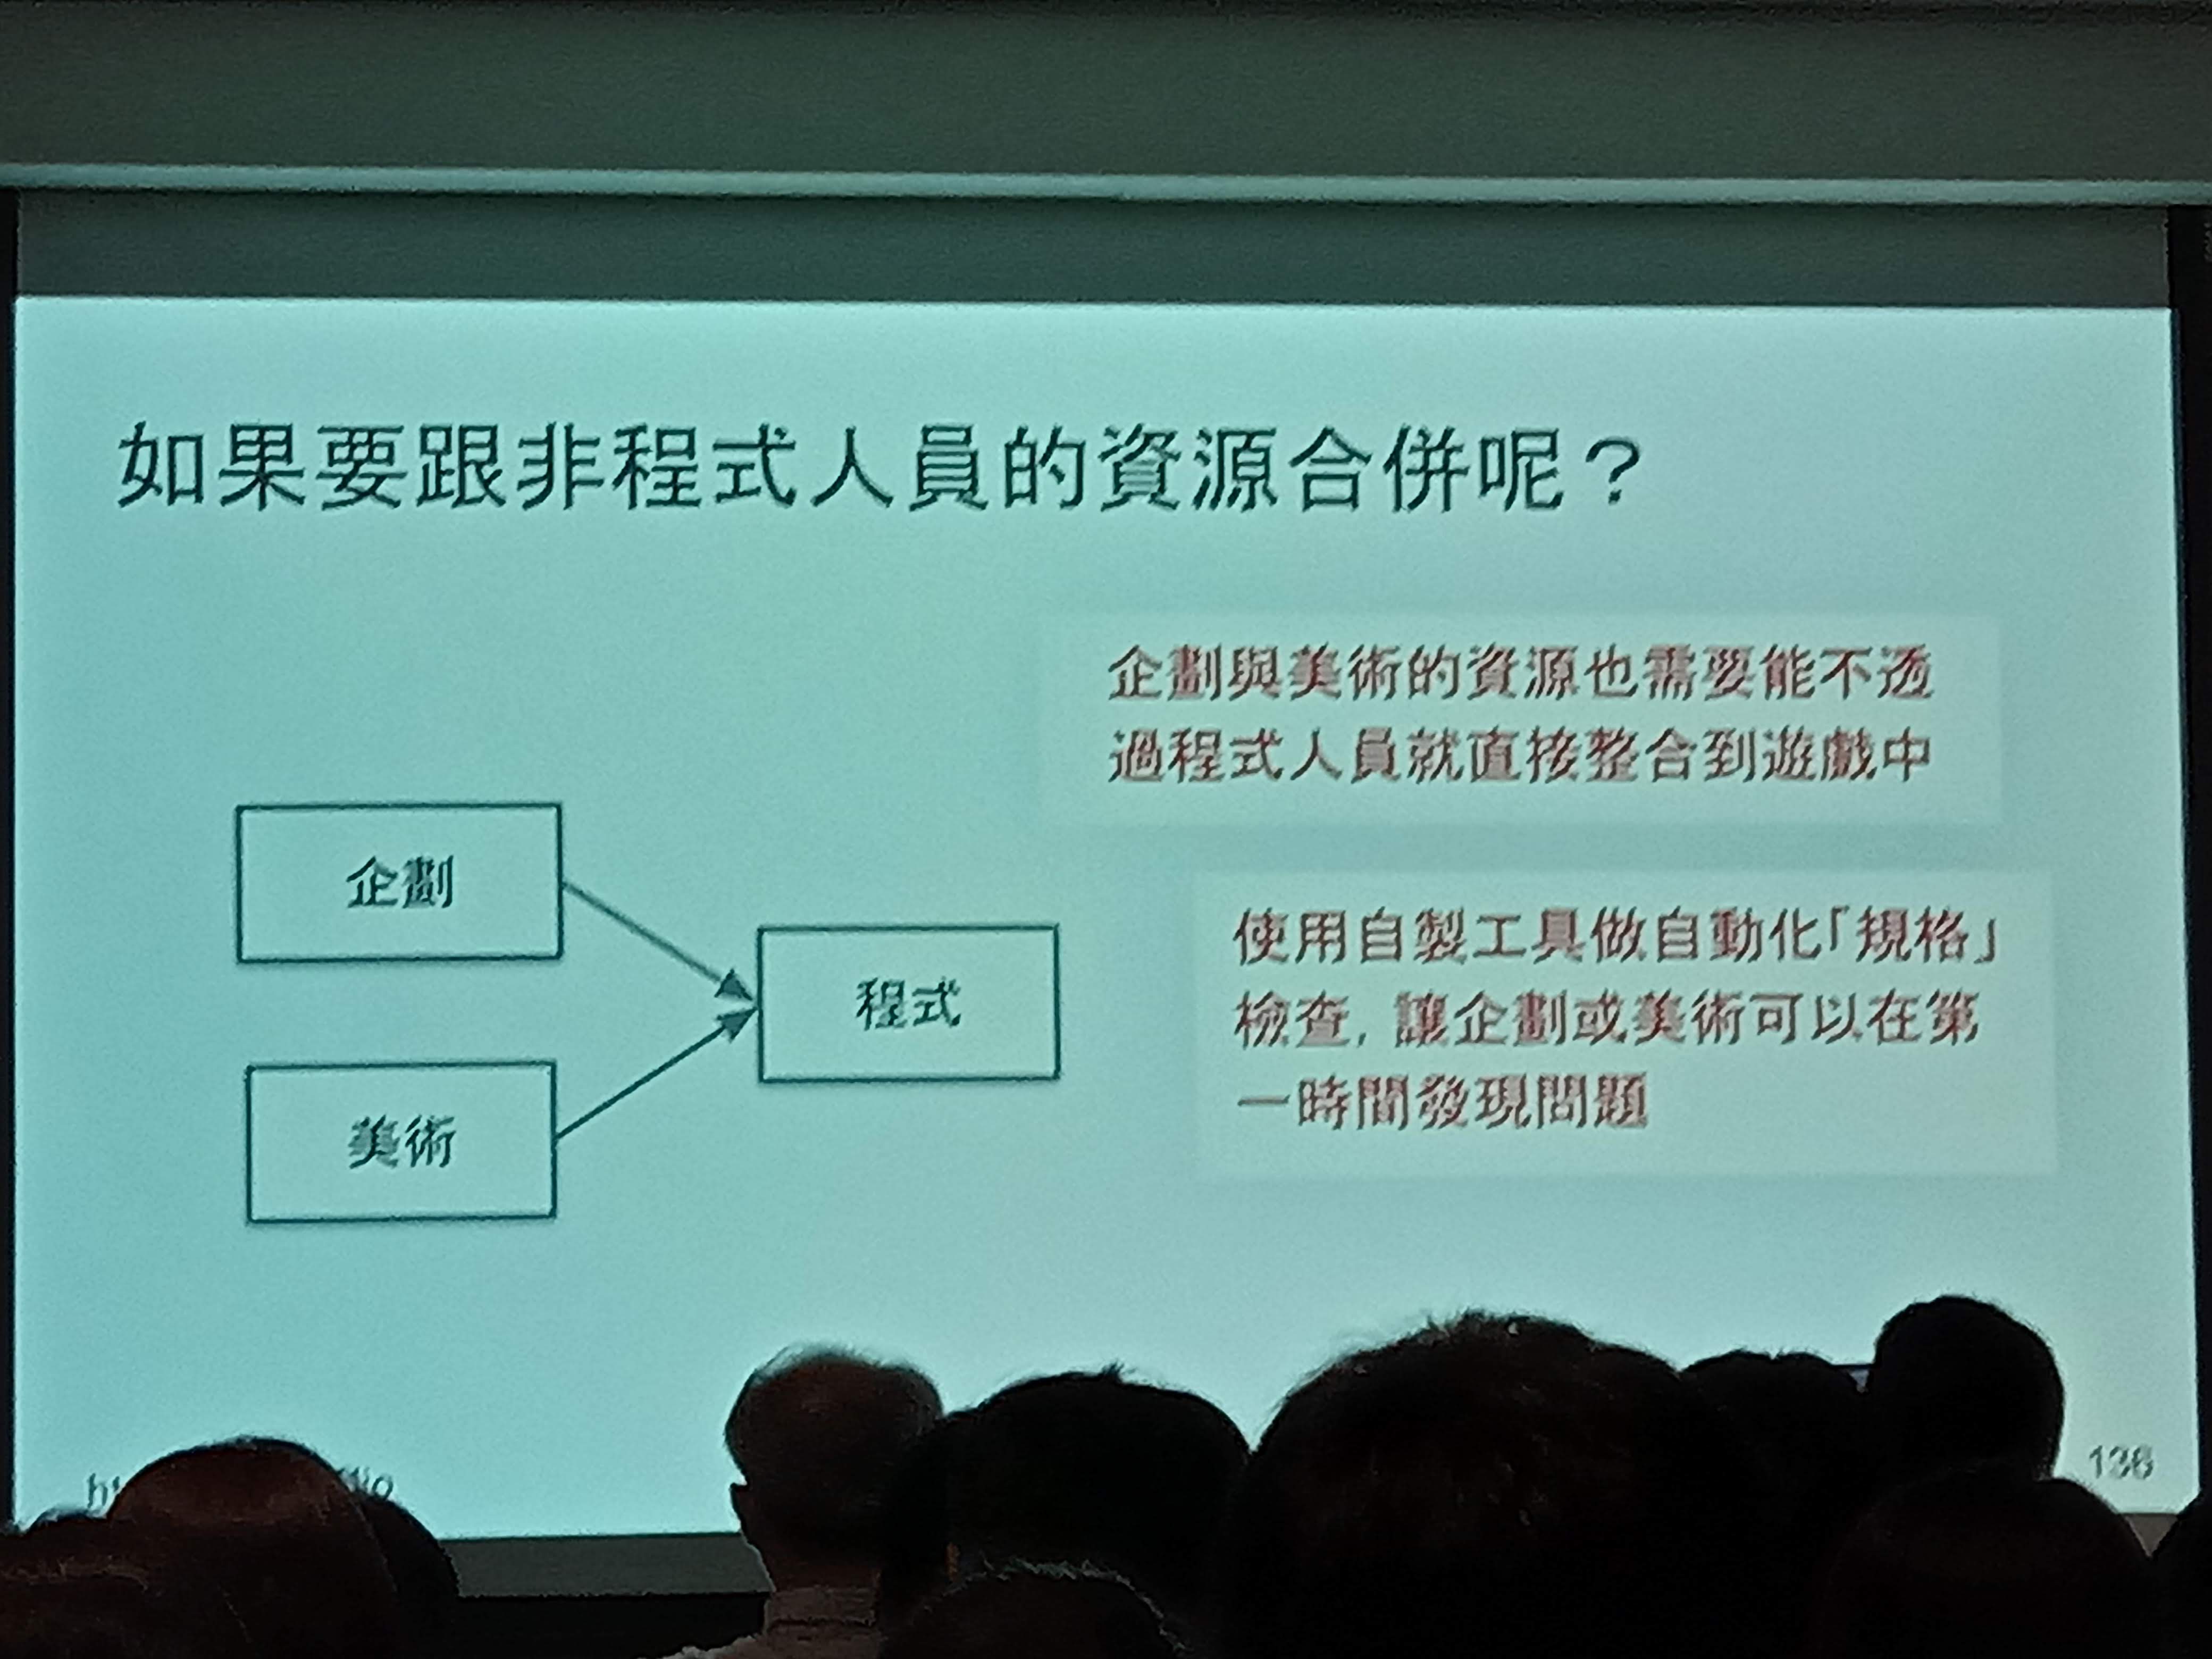 如果要跟非程式人員的資源合併呢？
企劃與美術的資源也需要能不透
過程式人員就直接整合到遊戲中
企劃
程式
美術
使用自製工具做自動化「規格」
檢查，讓企劃或美術可以在第
一時間發現問題
136